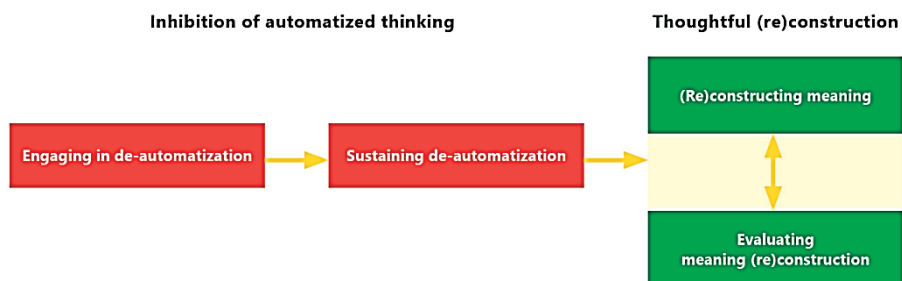 Inhibition of automatized thinking
Thoughtful (re)construction
(Re)constructing meaning
Engaging in de-automatization
Sustaining de-automatization
Evaluating
meaning (re)construction